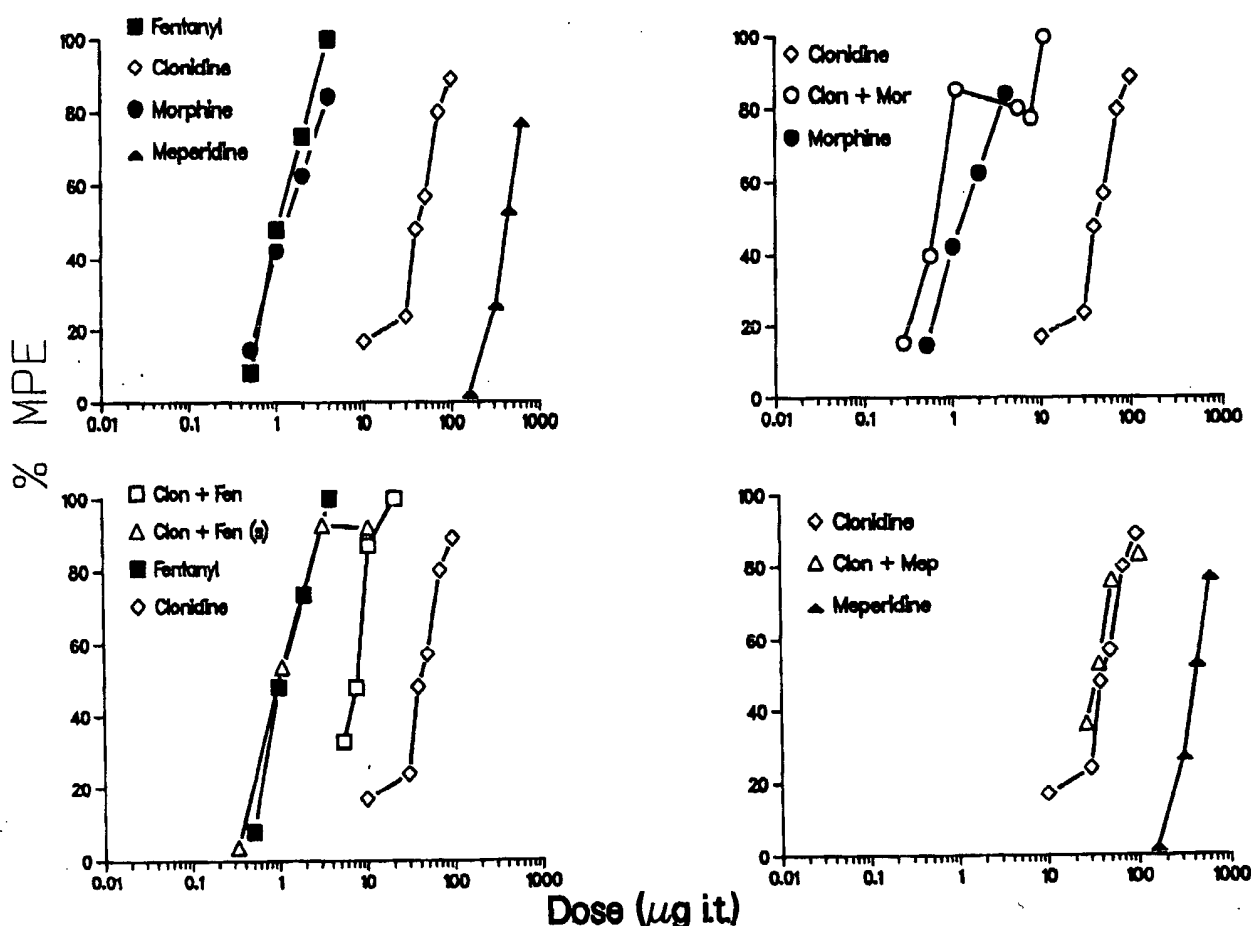 % MPE
Fentanyl
Clonidine
Morphine
Meperidine
100
80
60
40
20
0
0.01 0.1 1 10 100 1000
Clonidine
Clon + Mor
Morphine
100
80
60
40
20
0
0.01 0.1 1 10 100 1000
Clon + Fen
Clon + Fen (s)
Fentanyl
Clonidine
100
80
60
40
20
0
0.01 0.1 1 10 100 1000
Clonidine
Clon + Mep
Meperidine
100
80
60
40
20
0
0.01 0.1 1 10 100 1000
Dose (μg i.t.)